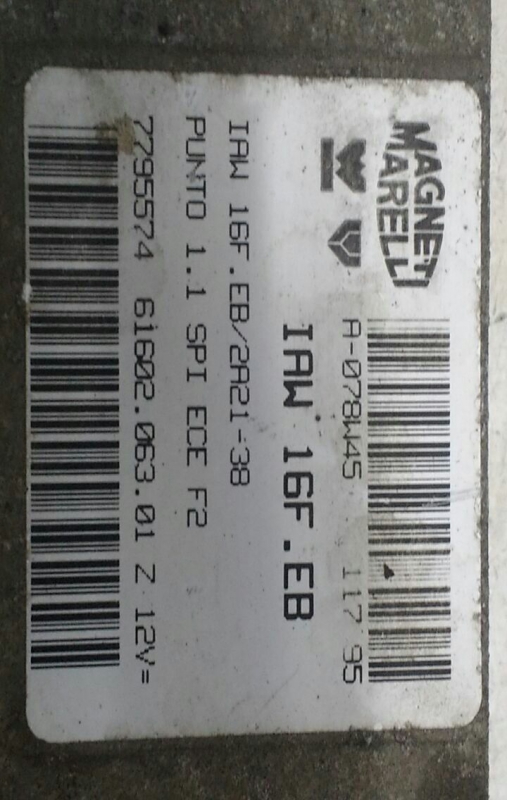 MAGNETI
MARELLI
A-078W45 117 95
IAW 16F.EB
IAW 16F.EB/2A21-38
PUNTO 1.1 SPI ECE F2
7795574 61602.063.01 Z 12V=